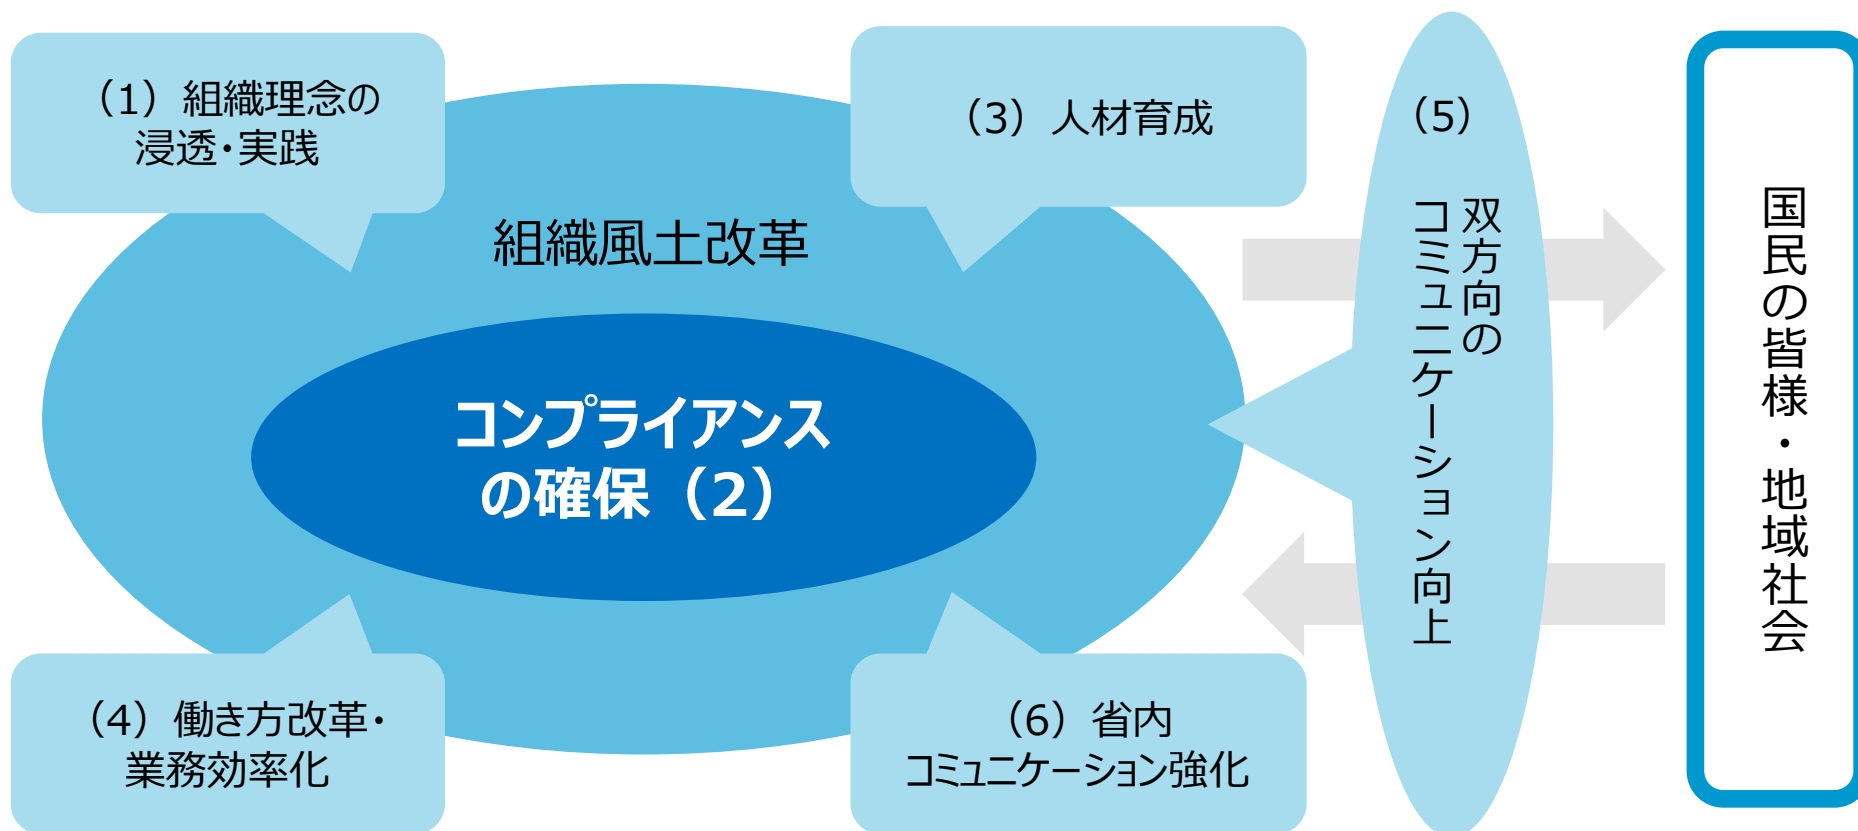 （1）組織理念の
浸透・実践
（3）人材育成
組織風土改革
コンプライアンス
の確保（2）
（4）働き方改革・
業務効率化
（6）省内
コミュニケーション強化
（5）
双方向の
コミュニケーション向上
国民の皆様・地域社会